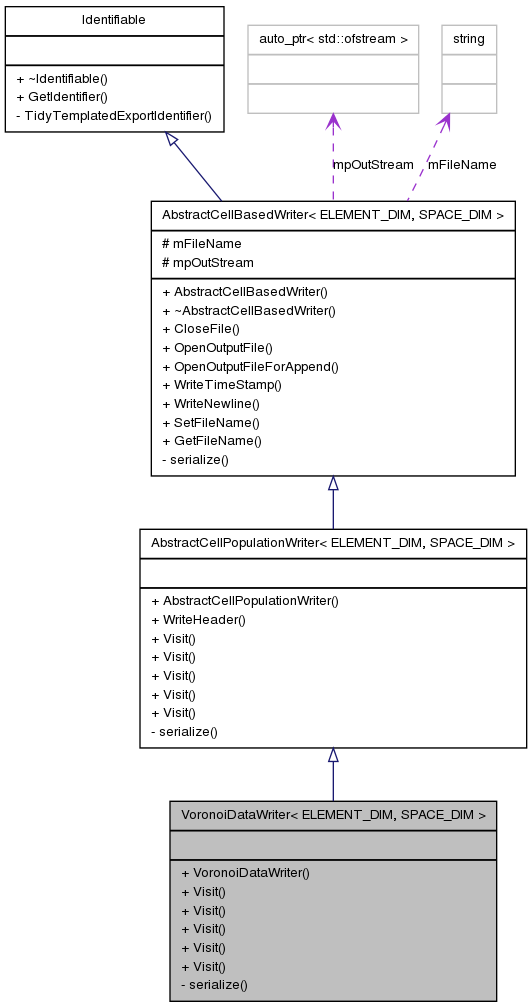 Identifiable
+ ~Identifiable()
+ GetIdentifier()
- TidyTemplatedExportIdentifier()
auto_ptr< std::ofstream >
string
mpOutStream
mFileName
AbstractCellBasedWriter< ELEMENT_DIM, SPACE_DIM >
# mFileName
# mpOutStream
+ AbstractCellBasedWriter()
+ ~AbstractCellBasedWriter()
+ CloseFile()
+ OpenOutputFile()
+ OpenOutputFileForAppend()
+ WriteTimeStamp()
+ WriteNewline()
+ SetFileName()
+ GetFileName()
- serialize()
AbstractCellPopulationWriter< ELEMENT_DIM, SPACE_DIM >
+ AbstractCellPopulationWriter()
+ WriteHeader()
+ Visit()
+ Visit()
+ Visit()
+ Visit()
+ Visit()
- serialize()
VoronoiDataWriter< ELEMENT_DIM, SPACE_DIM >
+ VoronoiDataWriter()
+ Visit()
+ Visit()
+ Visit()
+ Visit()
+ Visit()
- serialize()